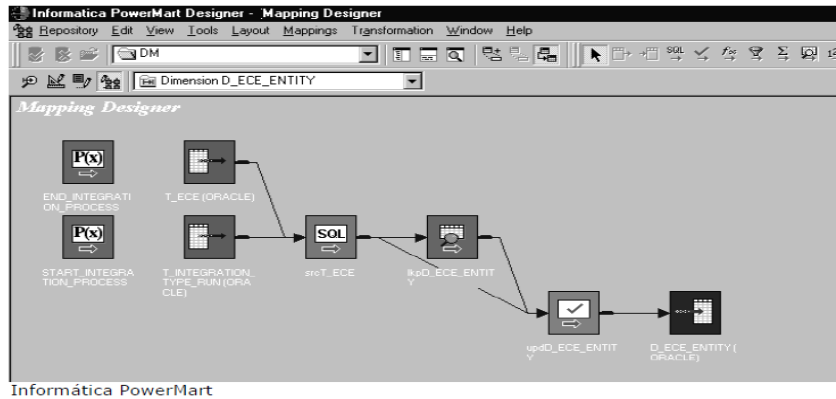 Informatica PowerMart Designer - Mapping Designer
Repository Edit View Tools Layout Mappings Transformation Window Help
DM
SQL
Dimension D_ECE_ENTITY
Mapping Designer
P(x)
END_INTEGRATI
ON_PROCESS
T_ECE (ORACLE)
P(x)
START_INTEGRA
TION_PROCESS
T_INTEGRATION_
TYPE_RUN (ORA
CLE)
SQL
srcT_ECE
lkpD_ECE_ENTIT
Y
updD_ECE_ENTIT
Y
D_ECE_ENTITY (
ORACLE)
Informática PowerMart